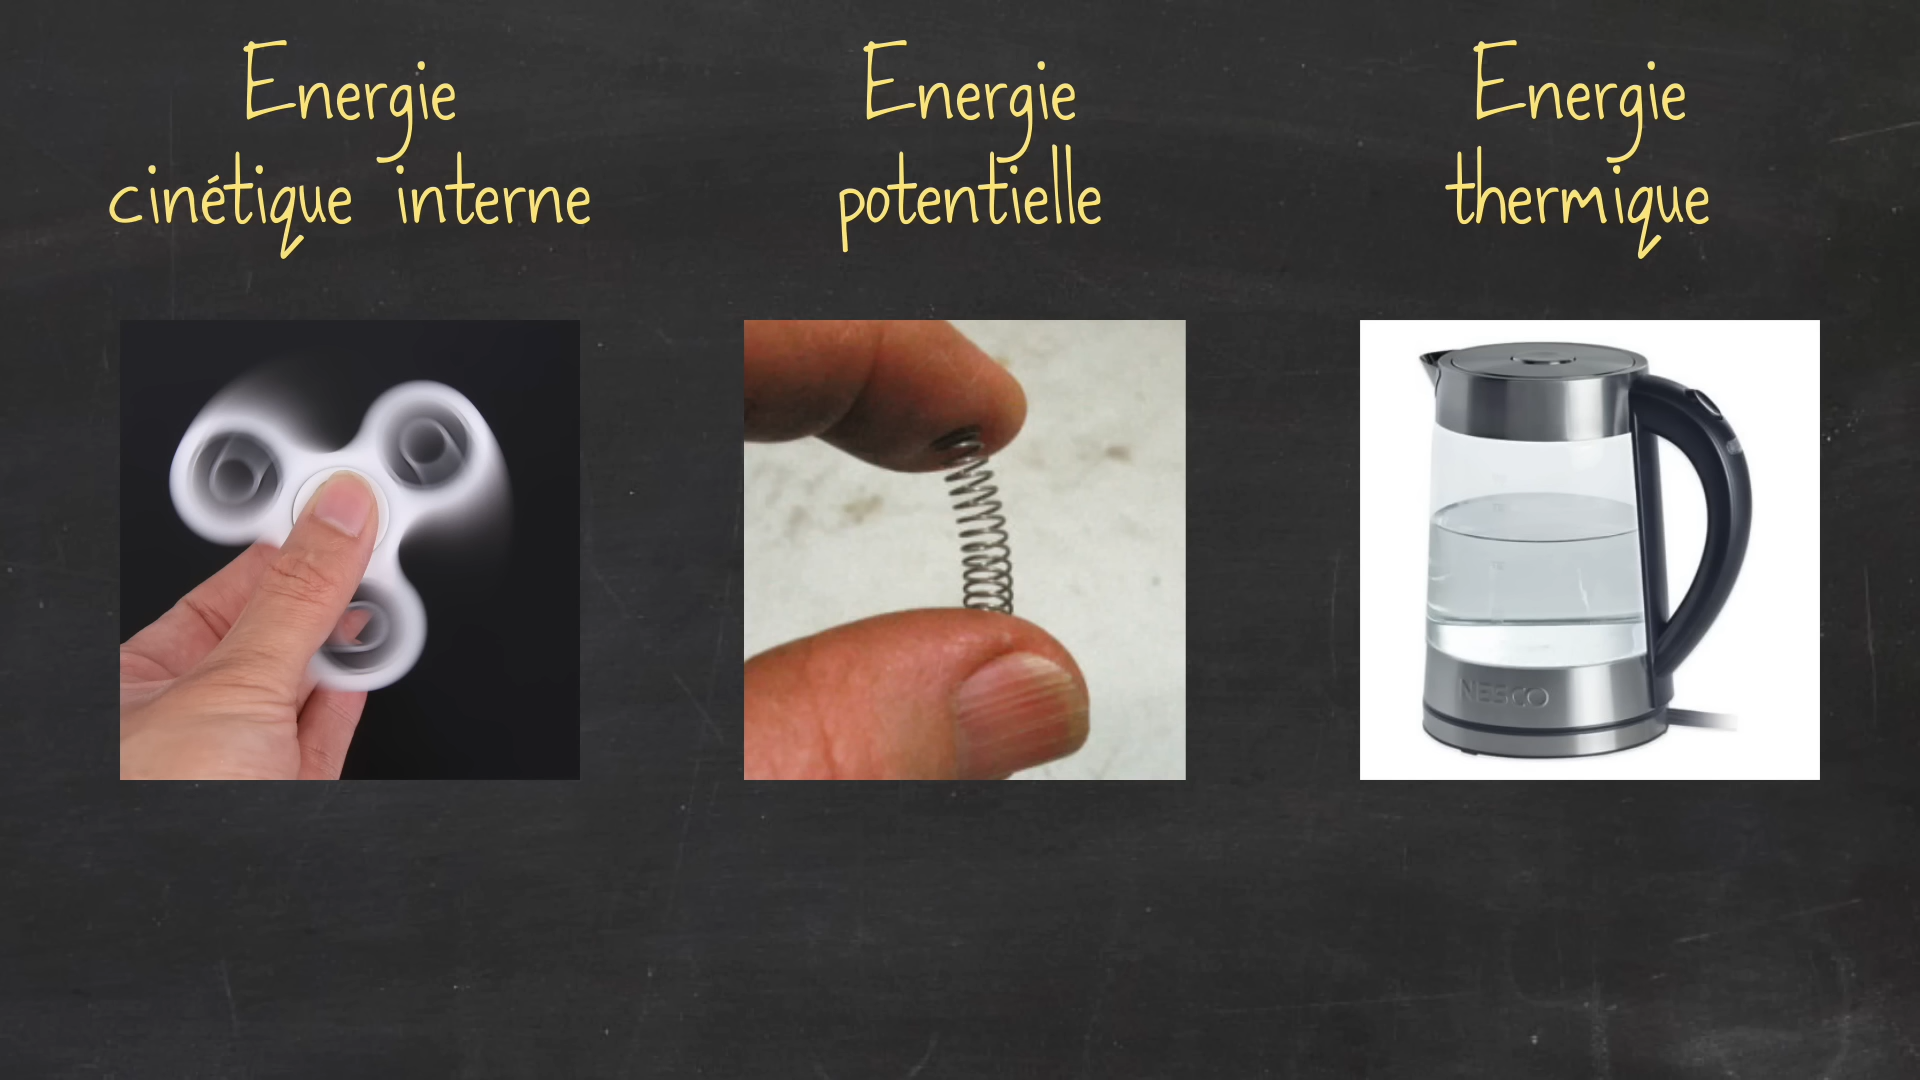 Energie
cinétique interne
Energie
potentielle
Energie
thermique
NESCO